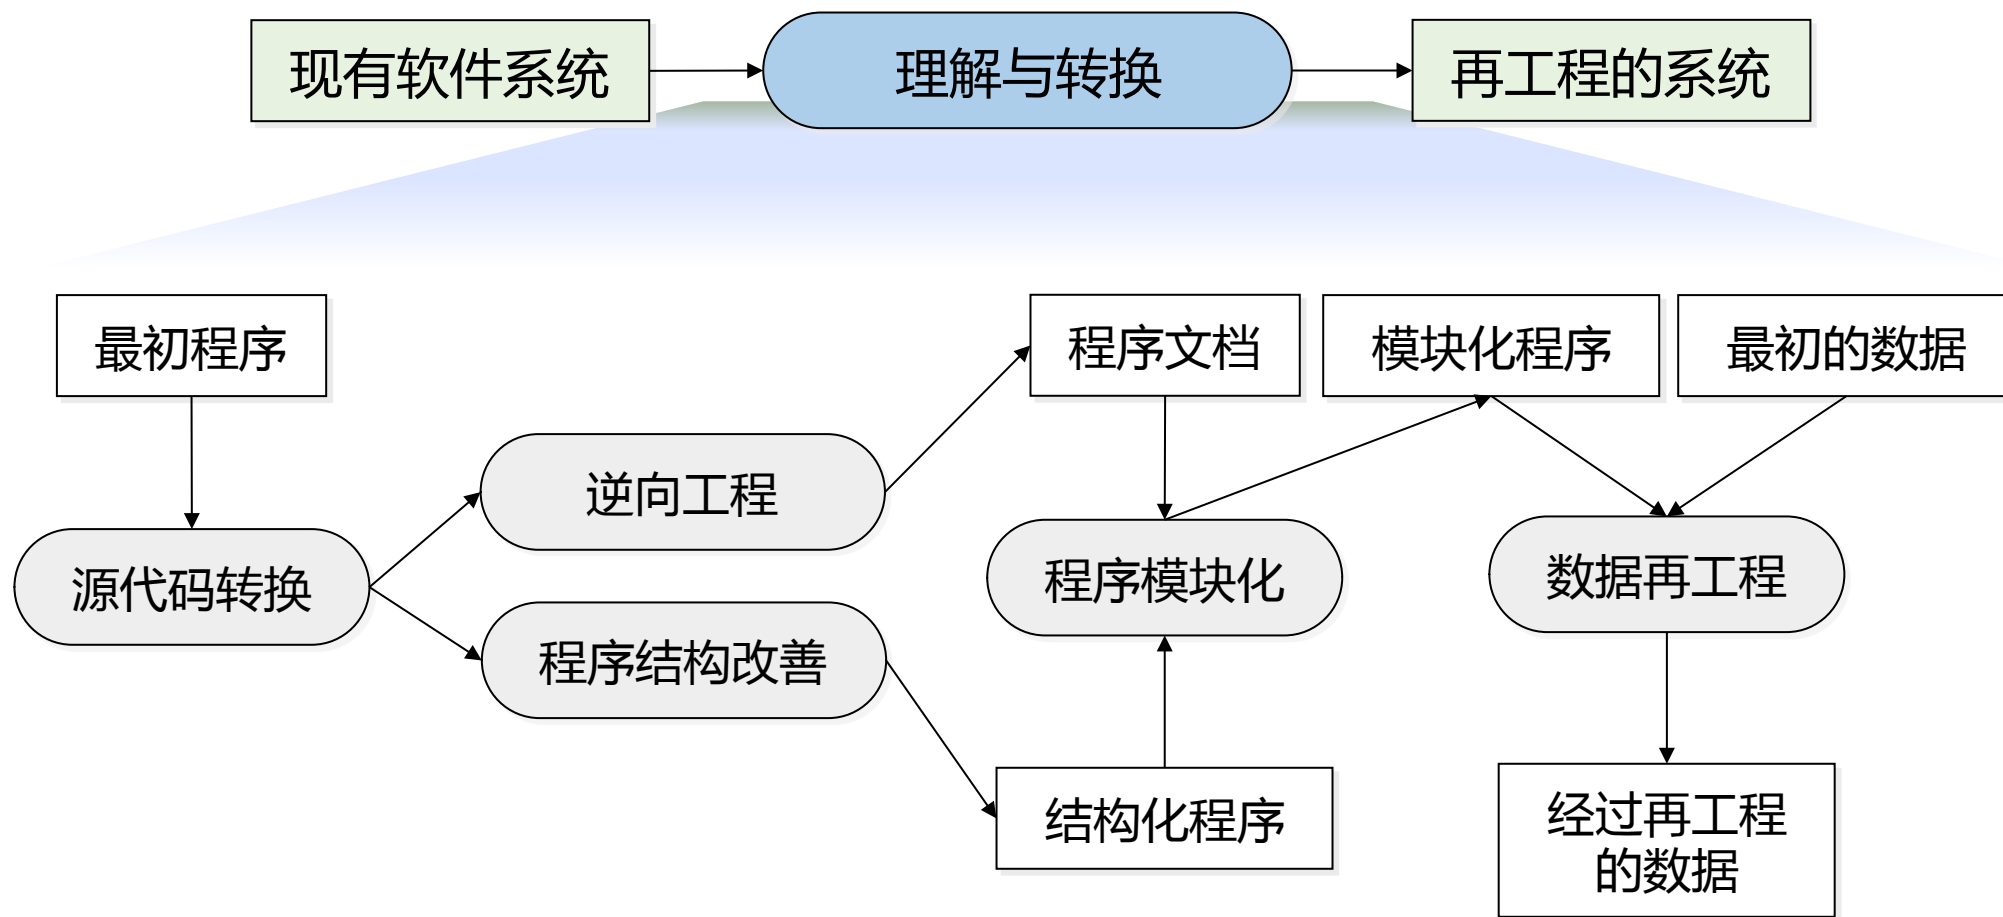 现有软件系统
理解与转换
再工程的系统
最初程序
程序文档
模块化程序
最初的数据
逆向工程
源代码转换
程序模块化
数据再工程
程序结构改善
结构化程序
经过再工程
的数据